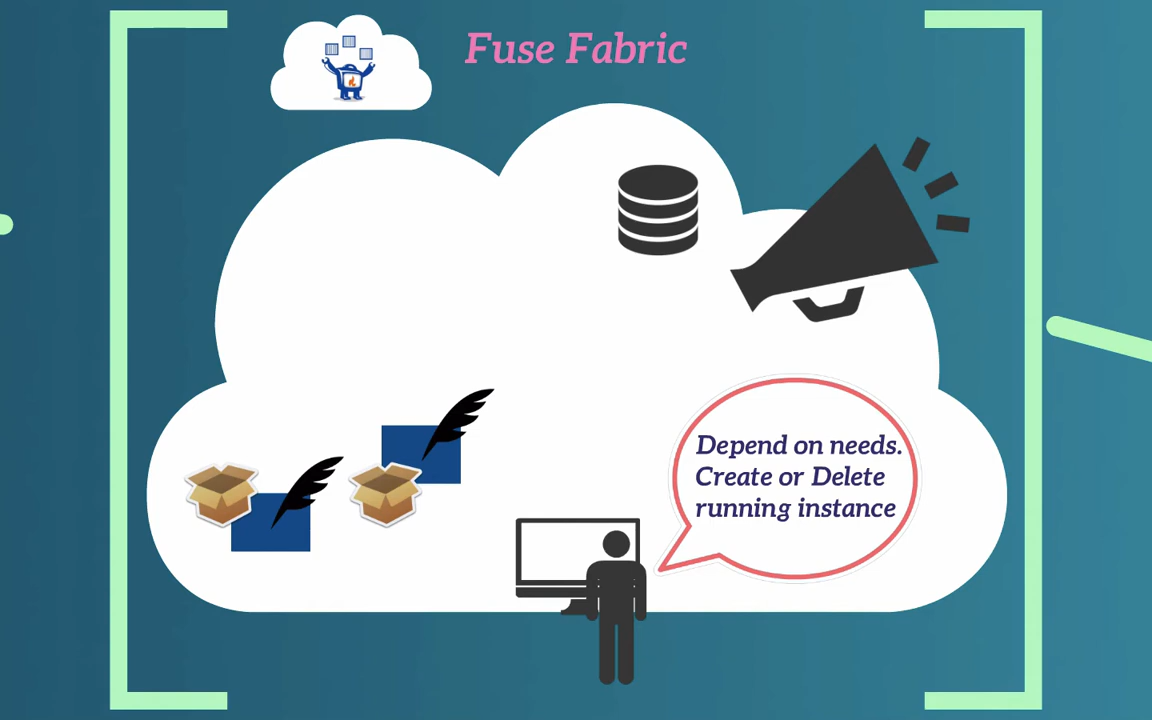 Fuse Fabric
Depend on needs.
Create or Delete
running instance